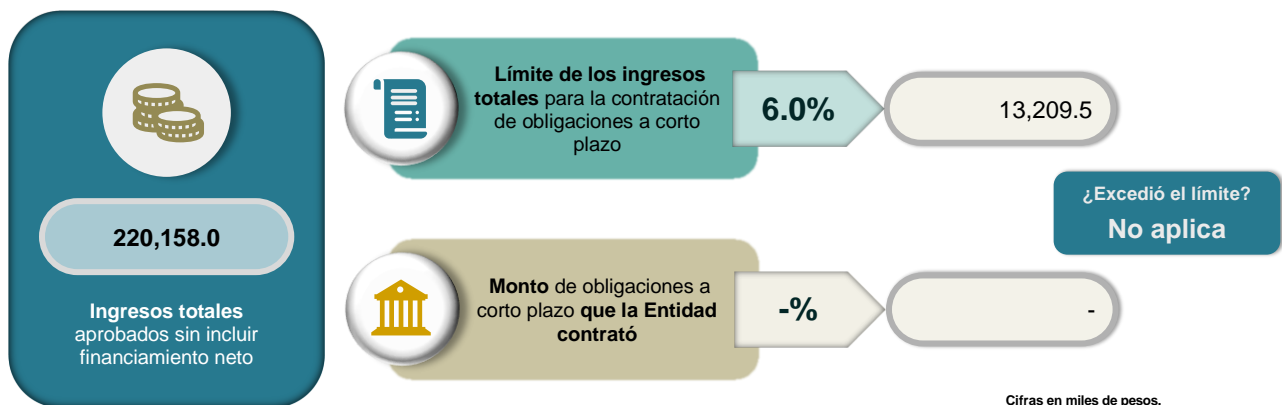 220,158.0
Ingresos totales
aprobados sin incluir
financiamiento neto
Límite de los ingresos
totales para la contratación
de obligaciones a corto
plazo
6.0%
13,209.5
¿Excedió el límite?
No aplica
Monto de obligaciones a
corto plazo que la Entidad
contrató
-%
-
Cifras en miles de pesos.